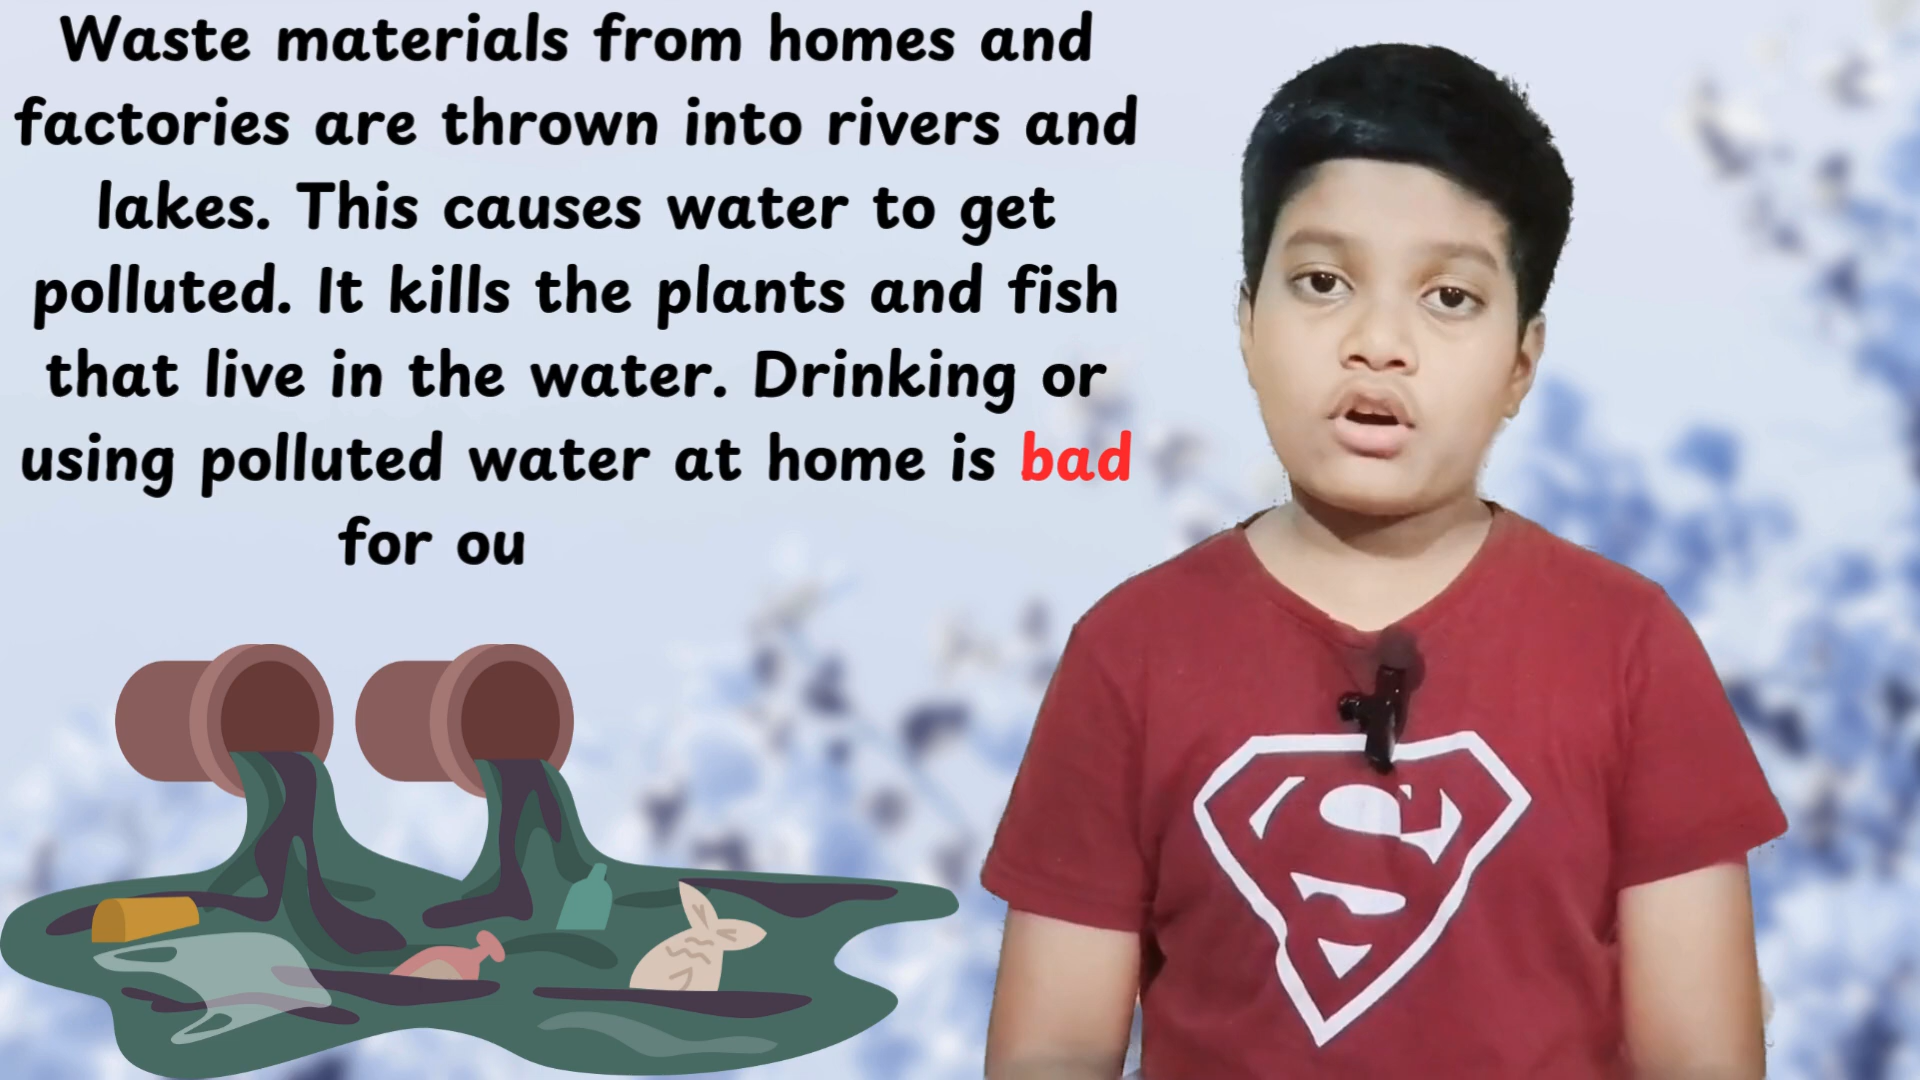 Waste materials from homes and
factories are thrown into rivers and
lakes. This causes water to get
polluted. It kills the plants and fish
that live in the water. Drinking or
using polluted water at home is bad
for ou